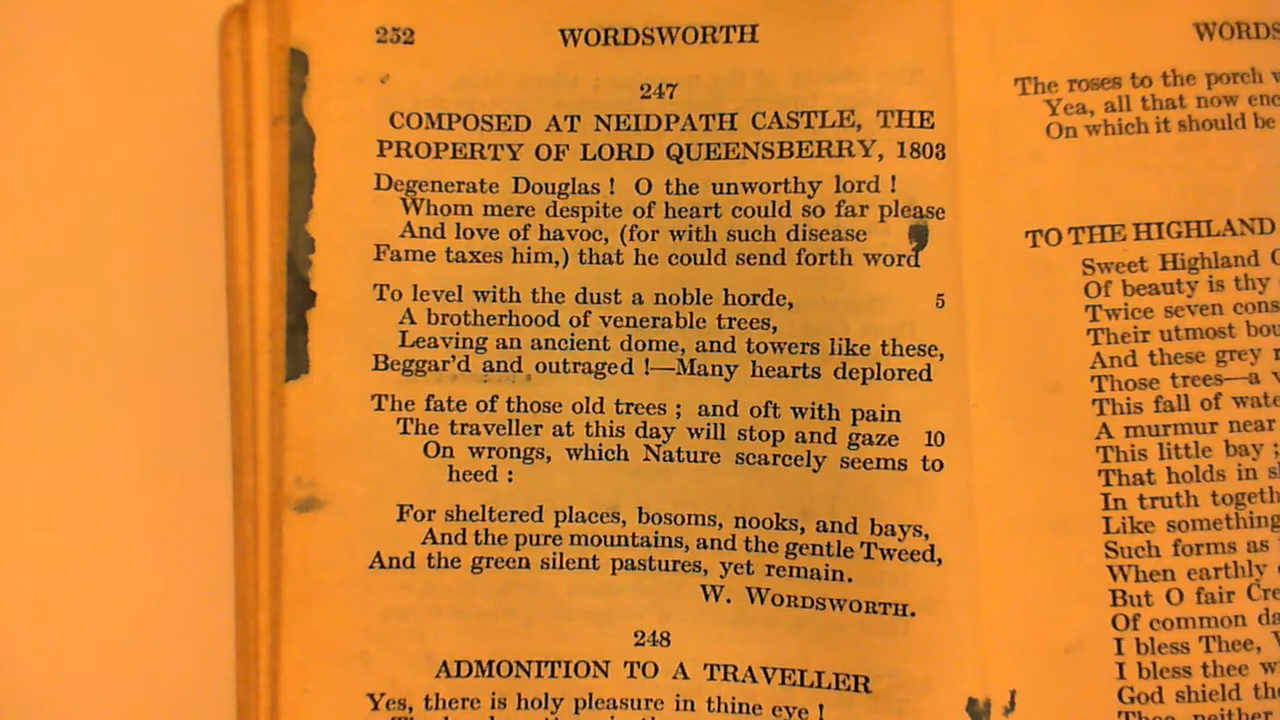 252 WORDSWORTH
247
COMPOSED AT NEIDPATH CASTLE, THE
PROPERTY OF LORD QUEENSBERRY, 1803
Degenerate Douglas ! O the unworthy lord !
Whom mere despite of heart could so far please
And love of havoc, (for with such disease
Fame taxes him,) that he could send forth word
To level with the dust a noble horde, 5
A brotherhood of venerable trees,
Leaving an ancient dome, and towers like these,
Beggar'd and outraged !—Many hearts deplored
The fate of those old trees ; and oft with pain
The traveller at this day will stop and gaze 10
On wrongs, which Nature scarcely seems to
heed :
For sheltered places, bosoms, nooks, and bays,
And the pure mountains, and the gentle Tweed,
And the green silent pastures, yet remain.
W. WORDSWORTH.
248
ADMONITION TO A TRAVELLER
Yes, there is holy pleasure in thine eye !
WORDS
The roses to the porch
Yea, all that now
On which it should be
TO THE HIGHLAND
Sweet Highland
Of beauty is thy
Twice seven
Their utmost
And these grey
Those trees—a
This fall of
A murmur near
This little bay ;
That holds in
In truth
Like something
Such forms as
When earthly
But O fair
Of common
I bless Thee,
I bless thee
God shield
neither